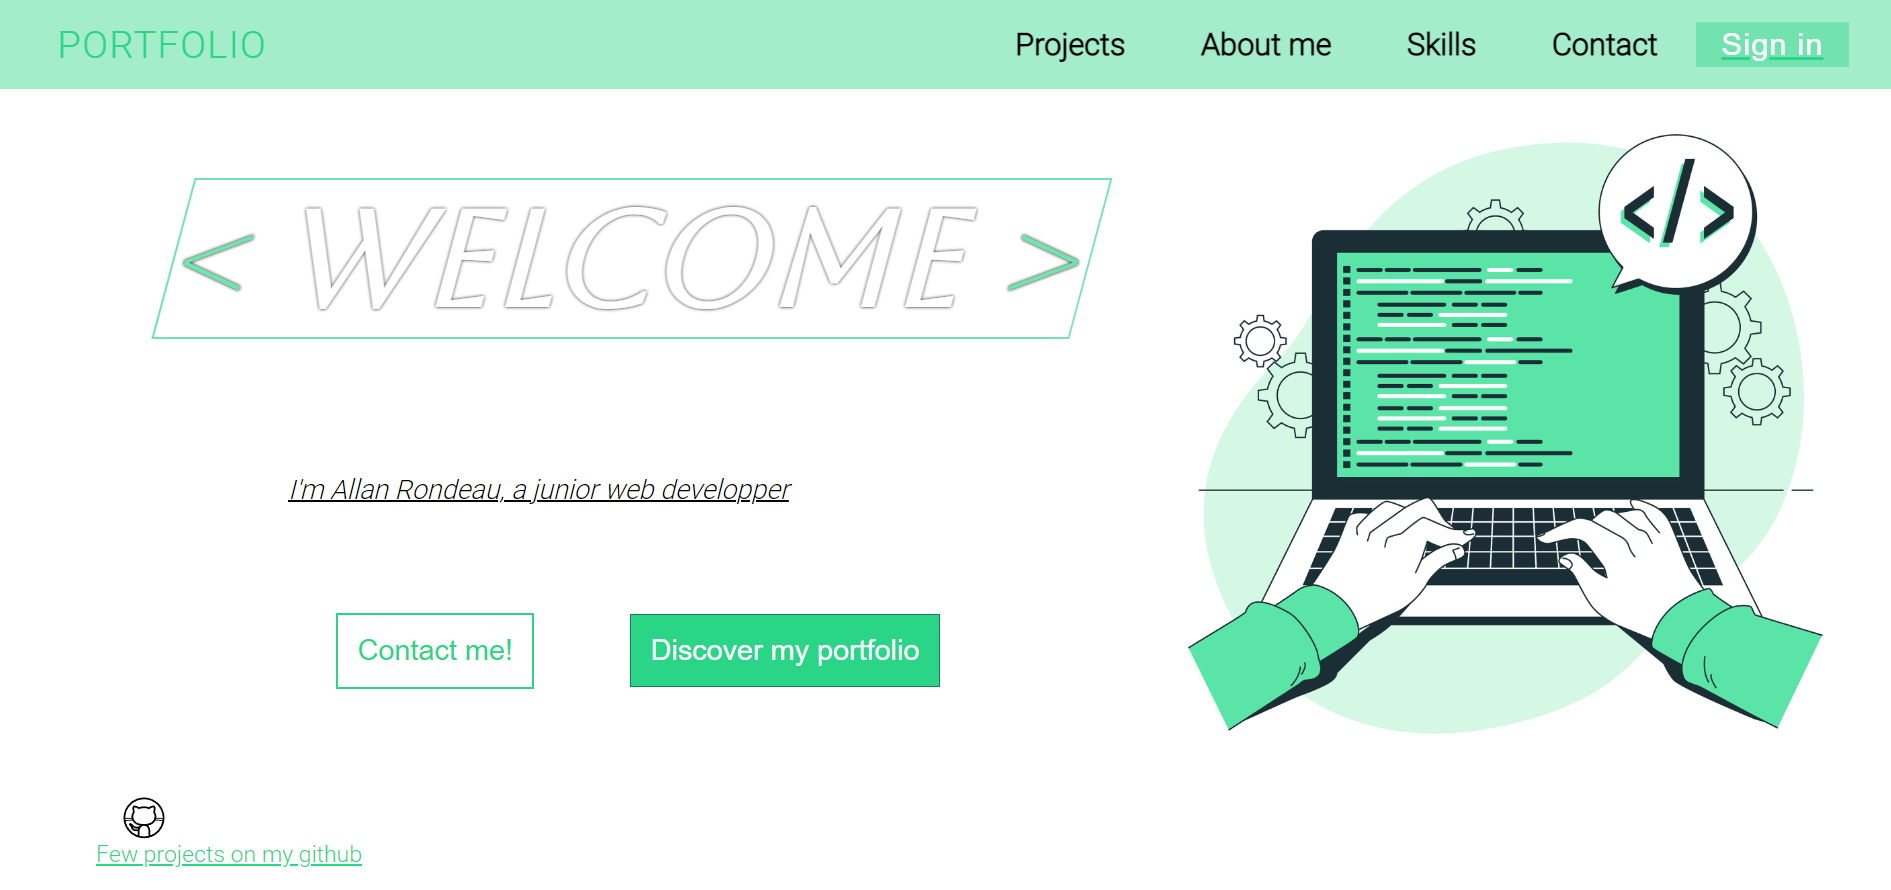 PORTFOLIO Projects About me Skills Contact Sign in
</>
< WELCOME >
I'm Allan Rondeau, a junior web developper
Contact me! Discover my portfolio
Few projects on my github